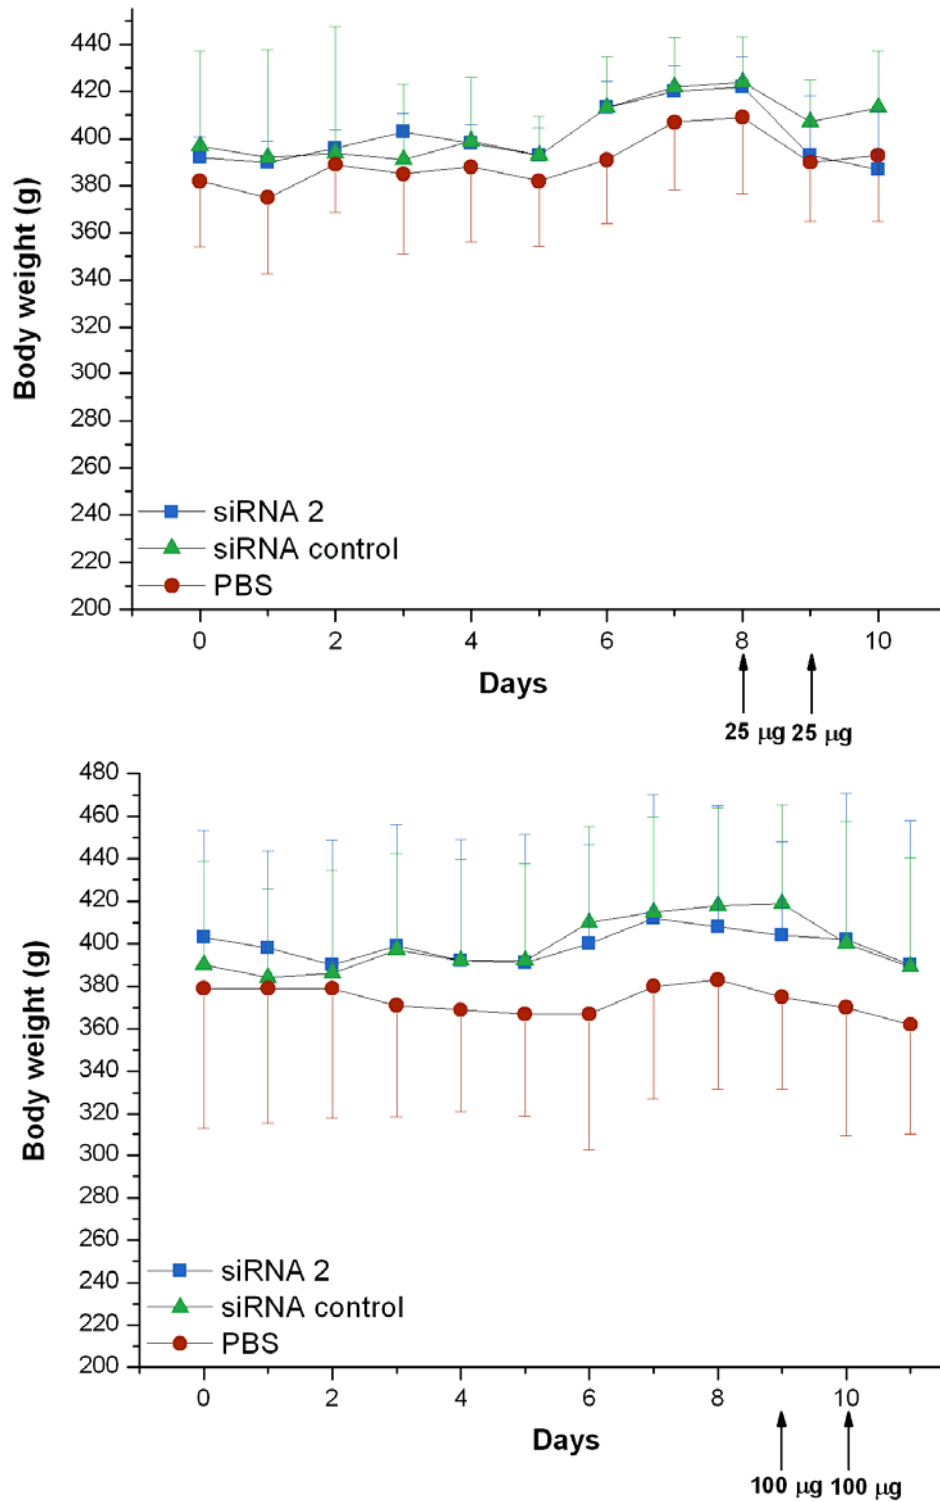 Body weight (g)
440
420
400
380
360
340
320
300
280
260
240
220
200
siRNA 2
siRNA control
PBS
0 2 4 6 8 10
Days
25 μg 25 μg
Body weight (g)
480
460
440
420
400
380
360
340
320
300
280
260
240
220
200
siRNA 2
siRNA control
PBS
0 2 4 6 8 10
Days
100 μg 100 μg